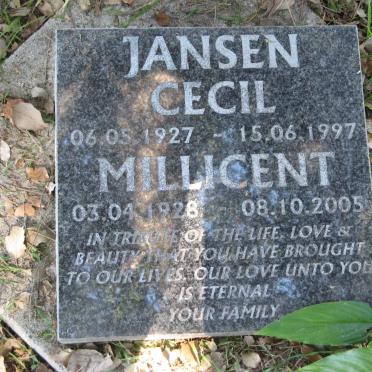 JANSEN
CECIL
06.05.1927 - 15.06.1997
MILLICENT
03.04.1928 08.10.2005
IN TRIBUTE OF THE LIFE, LOVE &
BEAUTY THAT YOU HAVE BROUGHT
TO OUR LIVES. OUR LOVE UNTO YOU
IS ETERNAL
YOUR FAMILY